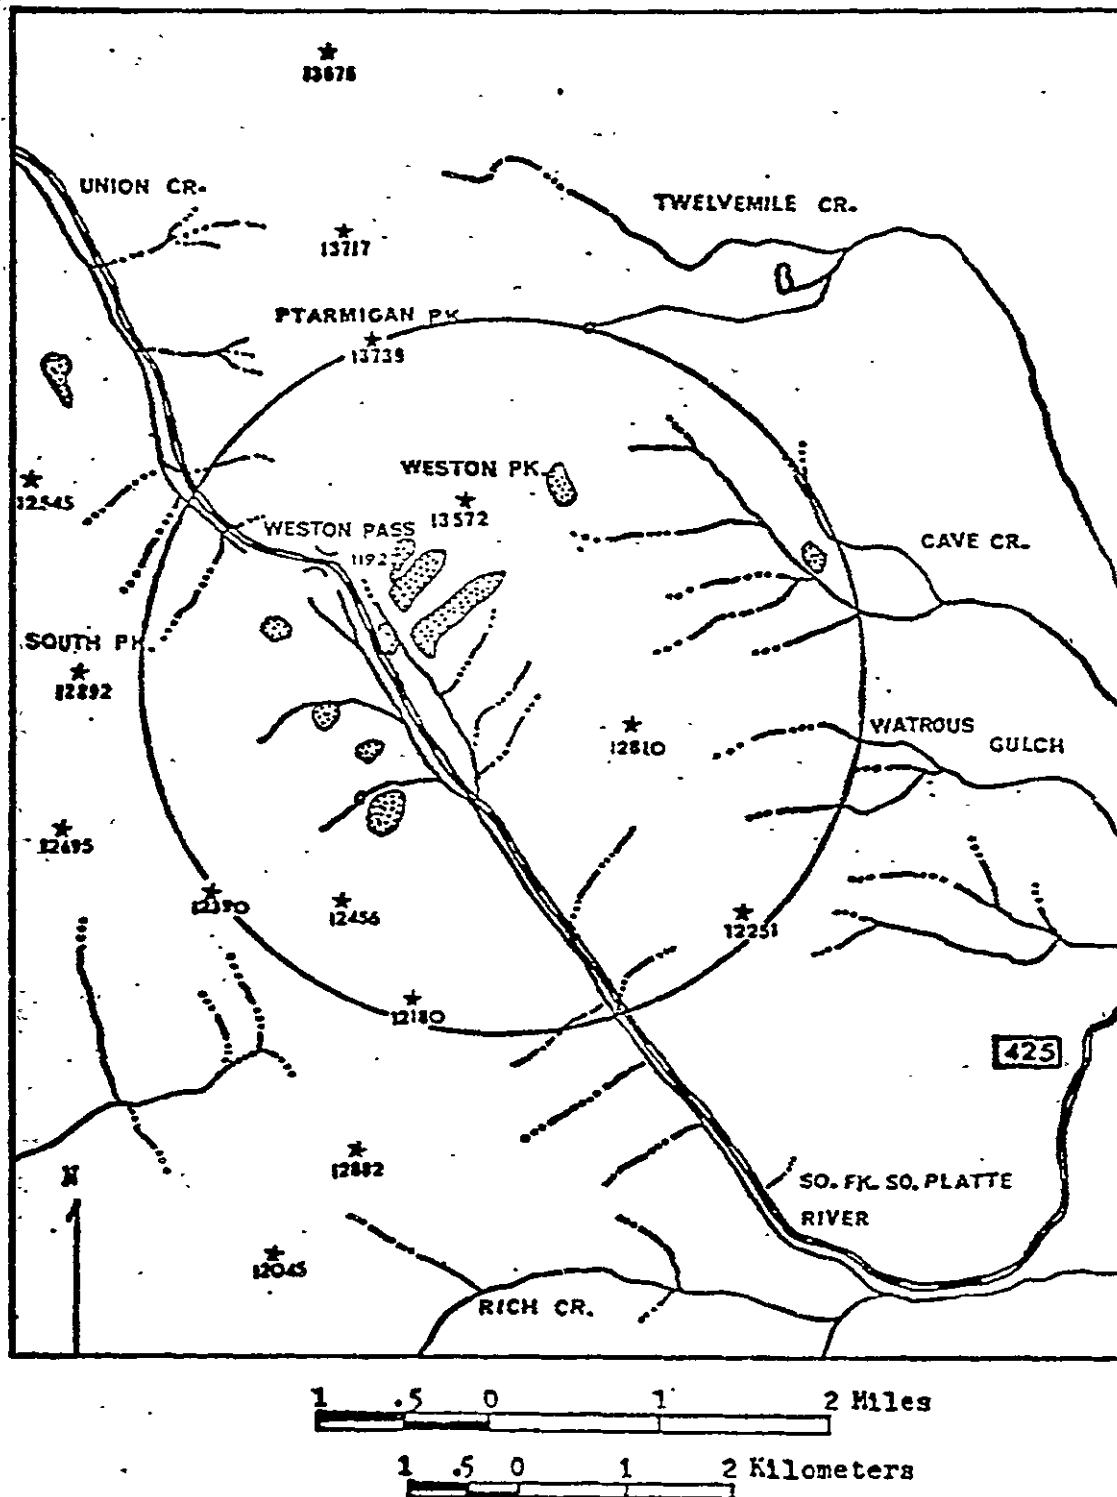 UNION CR.
TWELVEMILE CR.
13717
PTARMIGAN PK
13739
WESTON PK.
13572
12545
WESTON PASS
1192
CAVE CR.
SOUTH PK.
12892
WATROUS
GULCH
12810
12495
12390
12456
12251
12180
425
N
12882
SO. FK. SO. PLATTE
RIVER
12045
RICH CR.
1 .5 0 1 2 Miles
1 .5 0 1 2 Kilometers